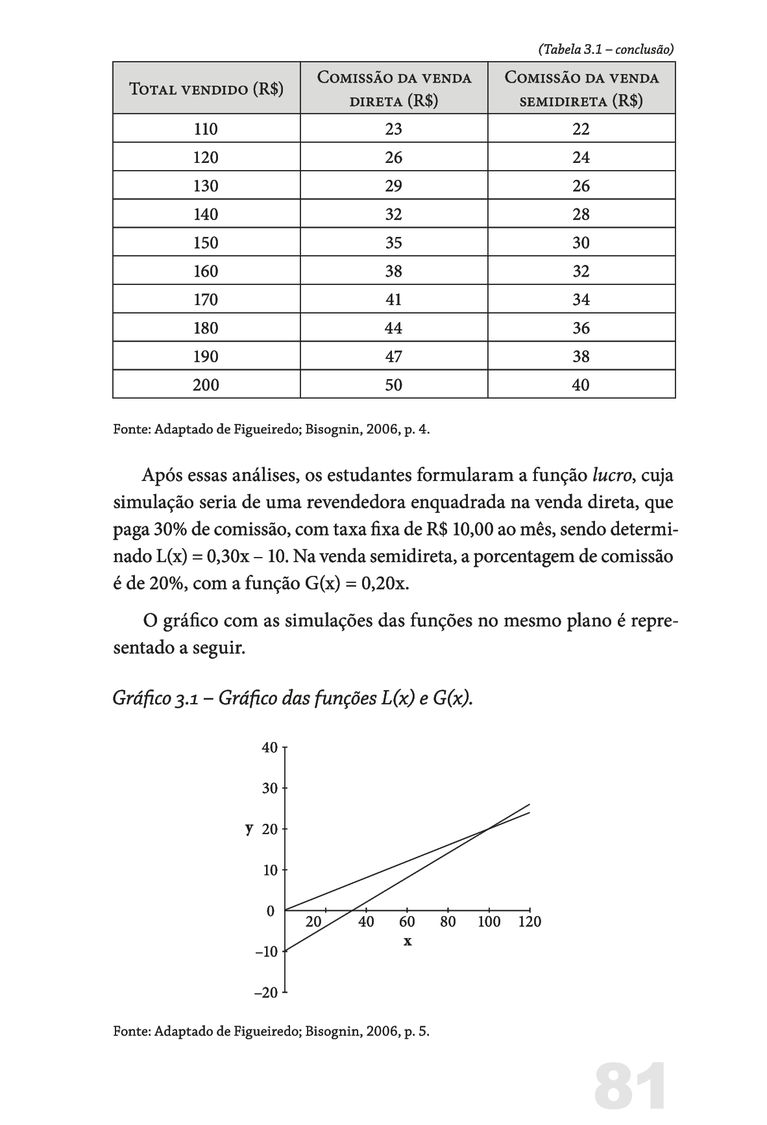 (Tabela 3.1 – conclusão)
Total vendido (R$) Comissão da venda direta (R$) Comissão da venda semidireta (R$)
110 23 22
120 26 24
130 29 26
140 32 28
150 35 30
160 38 32
170 41 34
180 44 36
190 47 38
200 50 40
Fonte: Adaptado de Figueiredo; Bisognin, 2006, p. 4.
Após essas análises, os estudantes formularam a função lucro, cuja
simulação seria de uma revendedora enquadrada na venda direta, que
paga 30% de comissão, com taxa fixa de R$ 10,00 ao mês, sendo determi-
nado L(x) = 0,30x – 10. Na venda semidireta, a porcentagem de comissão
é de 20%, com a função G(x) = 0,20x.
O gráfico com as simulações das funções no mesmo plano é repre-
sentado a seguir.
Gráfico 3.1 – Gráfico das funções L(x) e G(x).
40
30
y 20
10
0
20 40 60 80 100 120
x
–10
–20
Fonte: Adaptado de Figueiredo; Bisognin, 2006, p. 5.
81